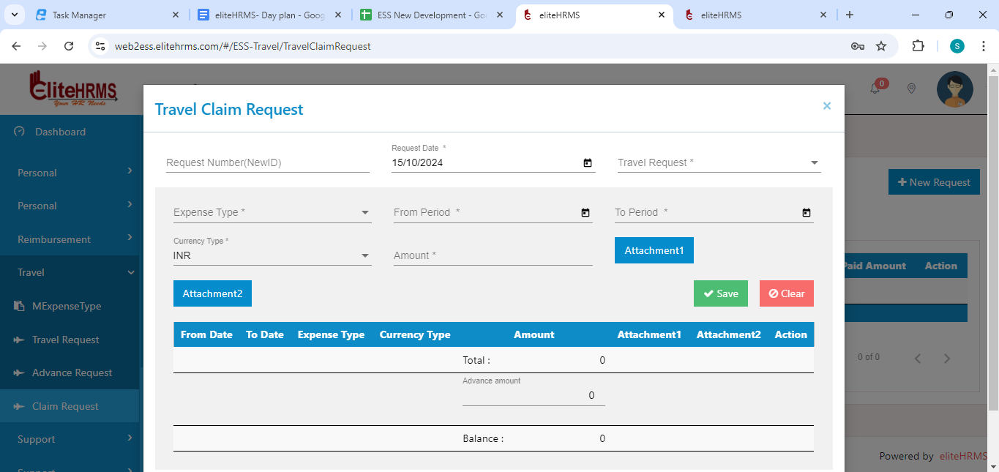 Task Manager
eliteHRMS- Day plan - Goog
ESS New Development - Go
eliteHRMS
eliteHRMS
web2ess.elitehrms.com/#/ESS-Travel/TravelClaimRequest
S
EliteHRMS
Your HR Needs
0
Travel Claim Request
×
Dashboard
Personal
Personal
Reimbursement
Travel
MExpenseType
Travel Request
Advance Request
Claim Request
Support
Request Number(NewID)
Request Date *
15/10/2024
Travel Request *
New Request
Expense Type *
From Period *
To Period *
Currency Type *
INR
Amount *
Attachment1
Attachment2
Save
Clear
Paid Amount Action
From Date To Date Expense Type Currency Type Amount Attachment1 Attachment2 Action
Total : 0
Advance amount
0
Balance : 0
0 of 0
Powered by eliteHRMS